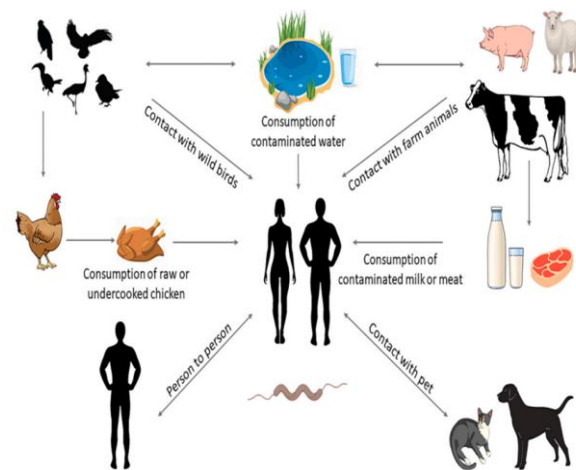 Consumption of
contaminated water
Contact with wild birds
Contact with farm animals
Consumption of raw or
undercooked chicken
Consumption of
contaminated milk or meat
Person to person
Contact with pet